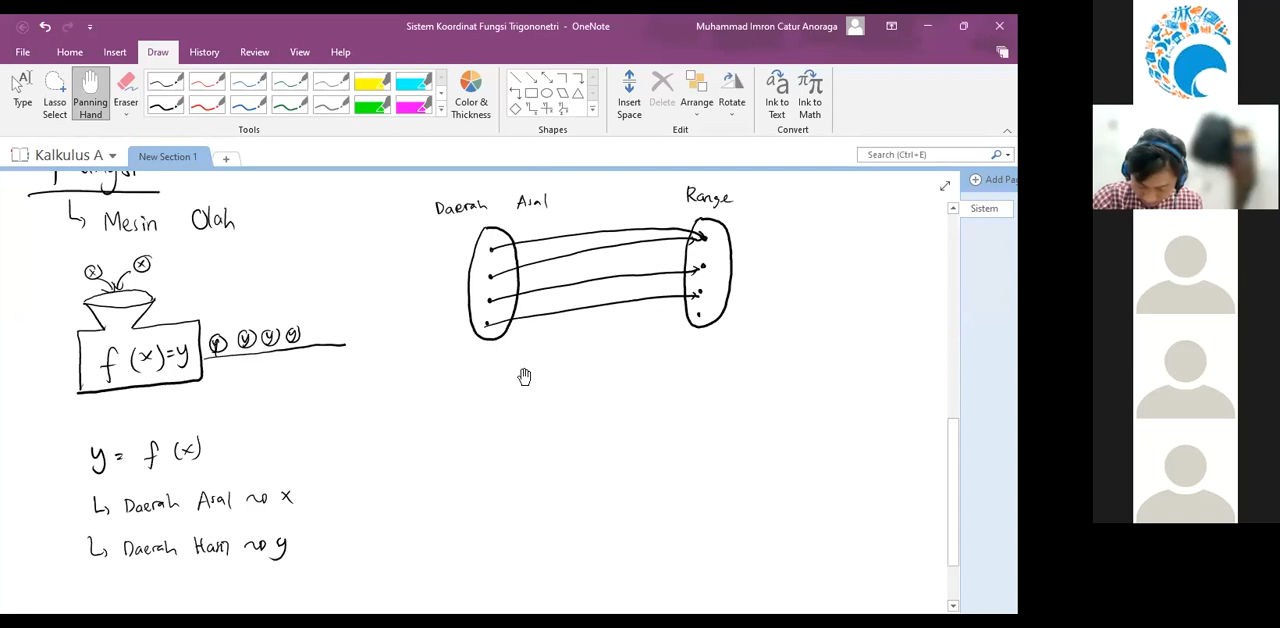 Sistem Koordinat Fungsi Trigononetri - OneNote
Muhammad Imron Catur Anoraga
File Home Insert Draw History Review View Help
Type
Lasso Select
Panning Hand
Eraser
Color & Thickness
Insert Space
Delete
Arrange
Rotate
Ink to Text
Ink to Math
Tools
Shapes
Edit
Convert
Kalkulus A
New Section 1
Search (Ctrl+E)
Add Pag
Sistem
Mesin Olah
x x
f (x)=y
y y y y
y = f (x)
Daerah Asal ~> x
Daerah Hasil ~> y
Daerah Asal
Range